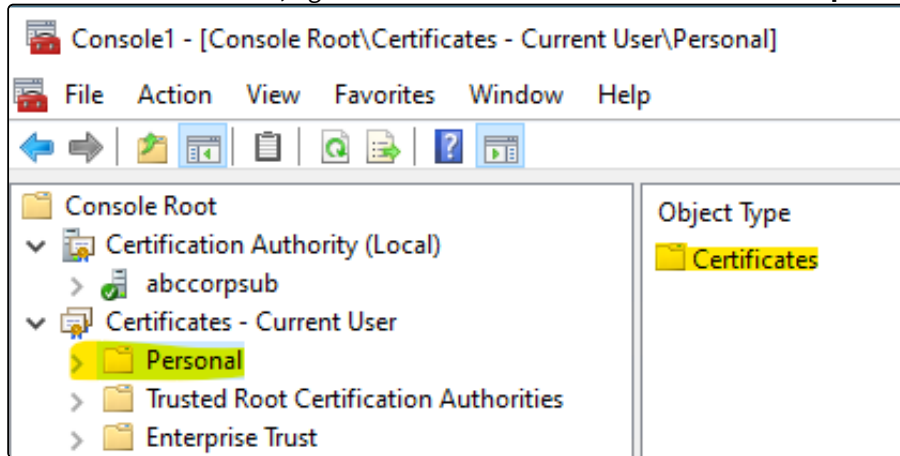 Console1 - [Console Root\Certificates - Current User\Personal]
File Action View Favorites Window Help
Console Root
Certification Authority (Local)
abccorpsub
Certificates - Current User
Personal
Trusted Root Certification Authorities
Enterprise Trust
Object Type
Certificates